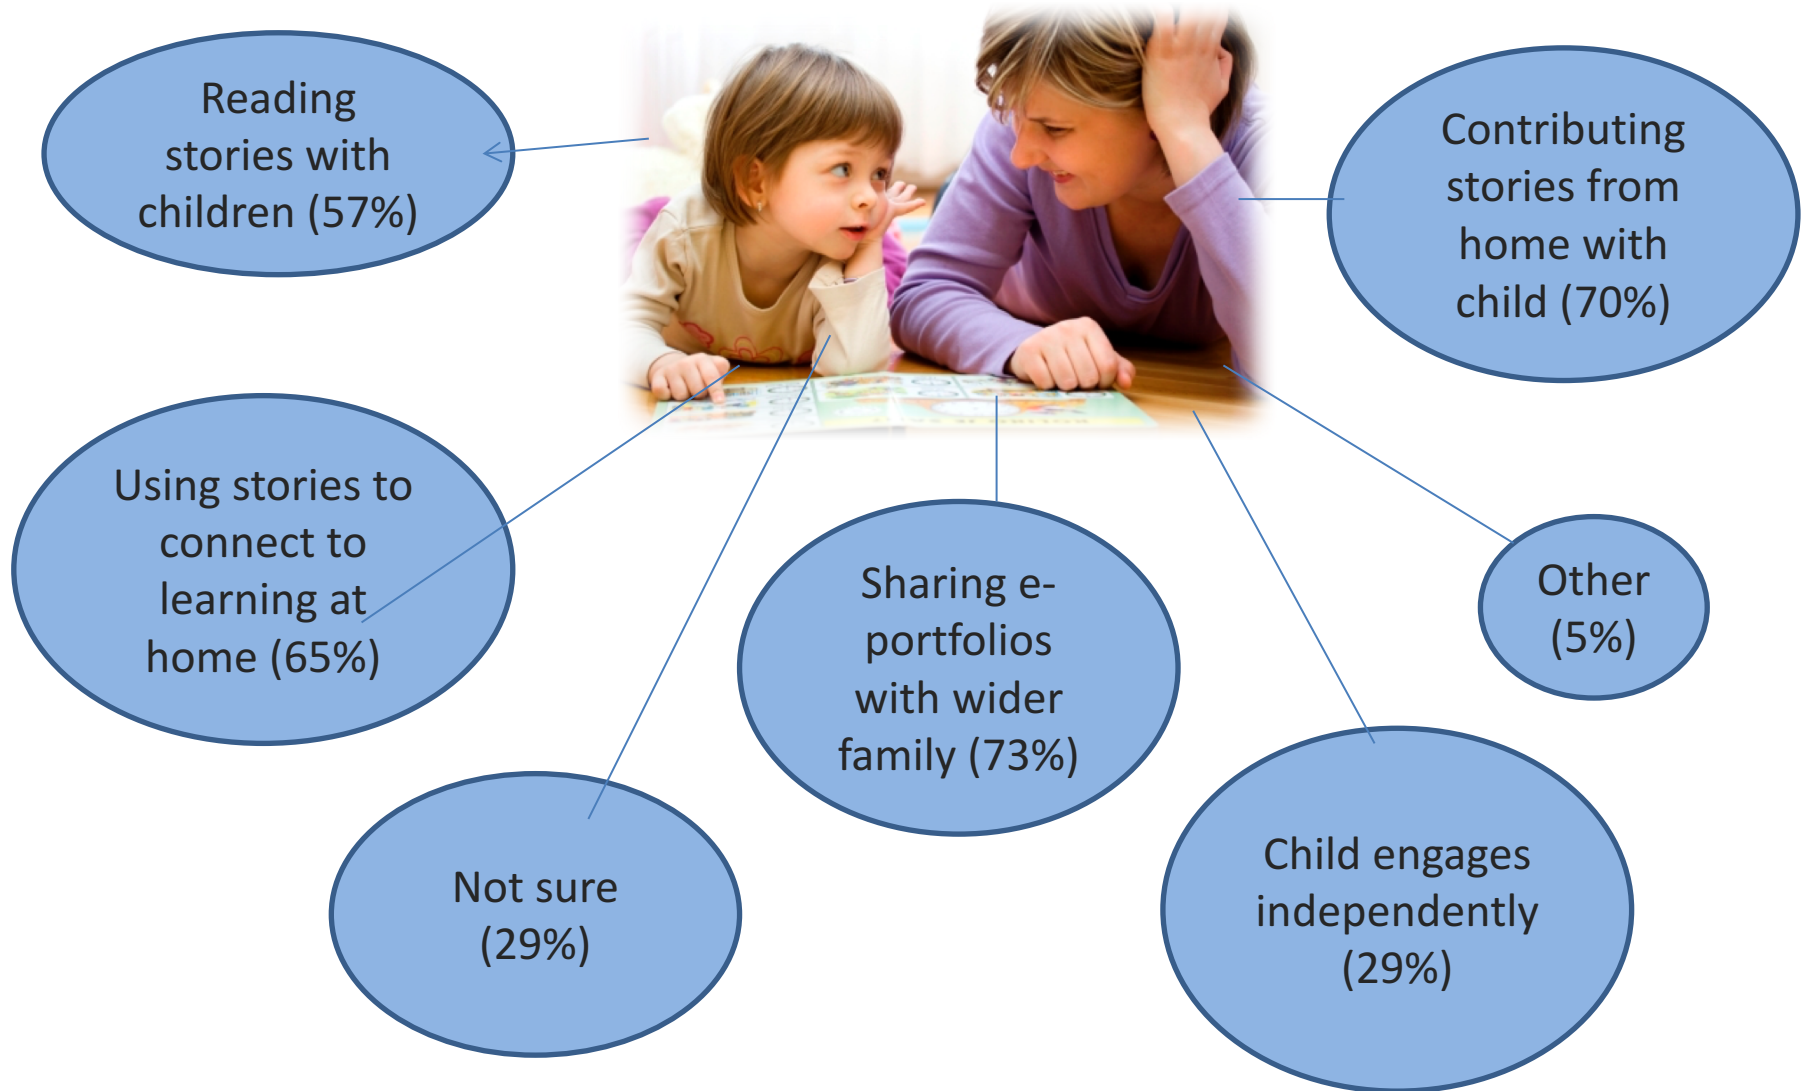 Reading
stories with
children (57%)
Contributing
stories from
home with
child (70%)
Using stories to
connect to
learning at
home (65%)
Sharing e-
portfolios
with wider
family (73%)
Other
(5%)
Not sure
(29%)
Child engages
independently
(29%)